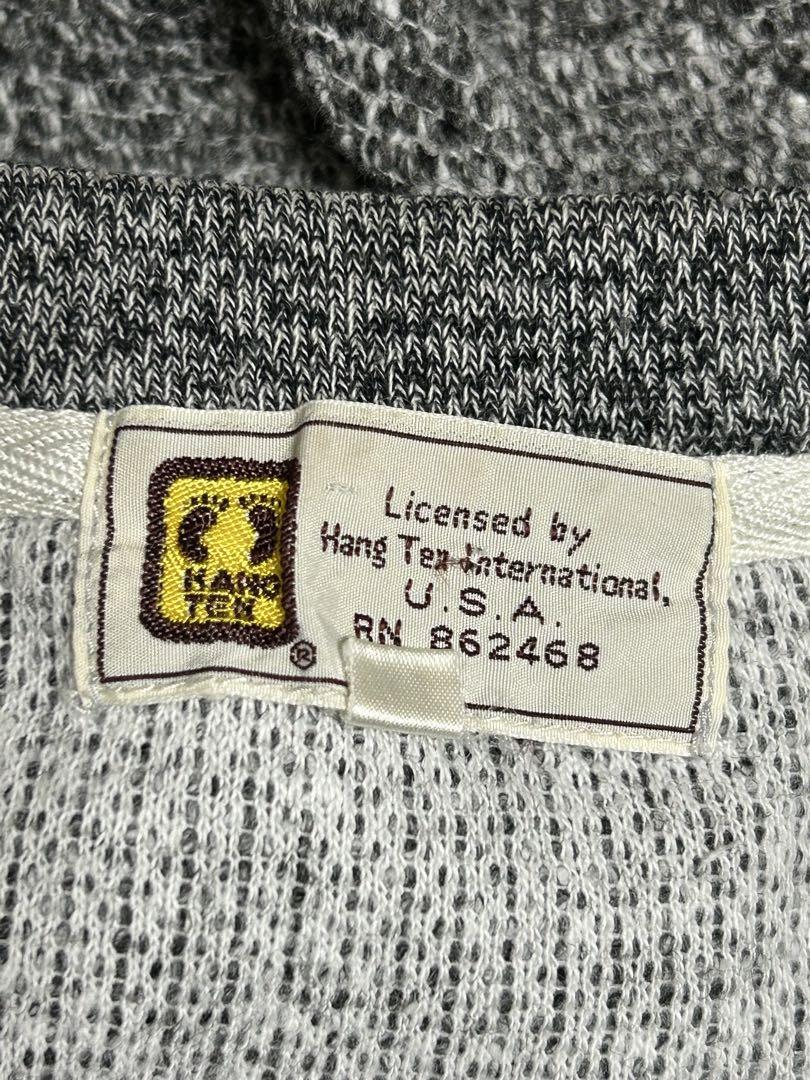 HANG
TEN
®
Licensed by
Hang Ten International,
U.S.A.
RN 862468